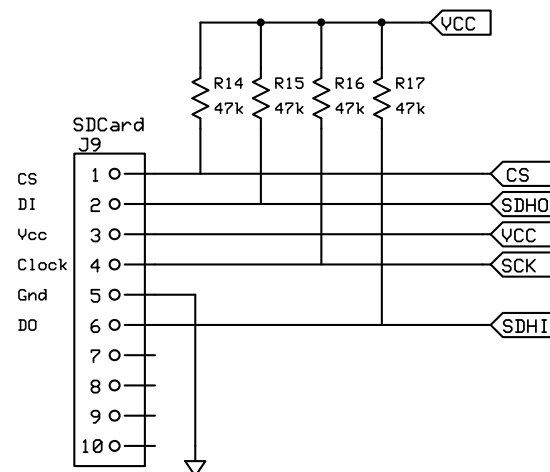 VCC
R14 R15 R16 R17
47k 47k 47k 47k
SDCard
J9
CS 1 CS
DI 2 SDHO
Vcc 3 VCC
Clock 4 SCK
Gnd 5
DO 6 SDHI
7
8
9
10